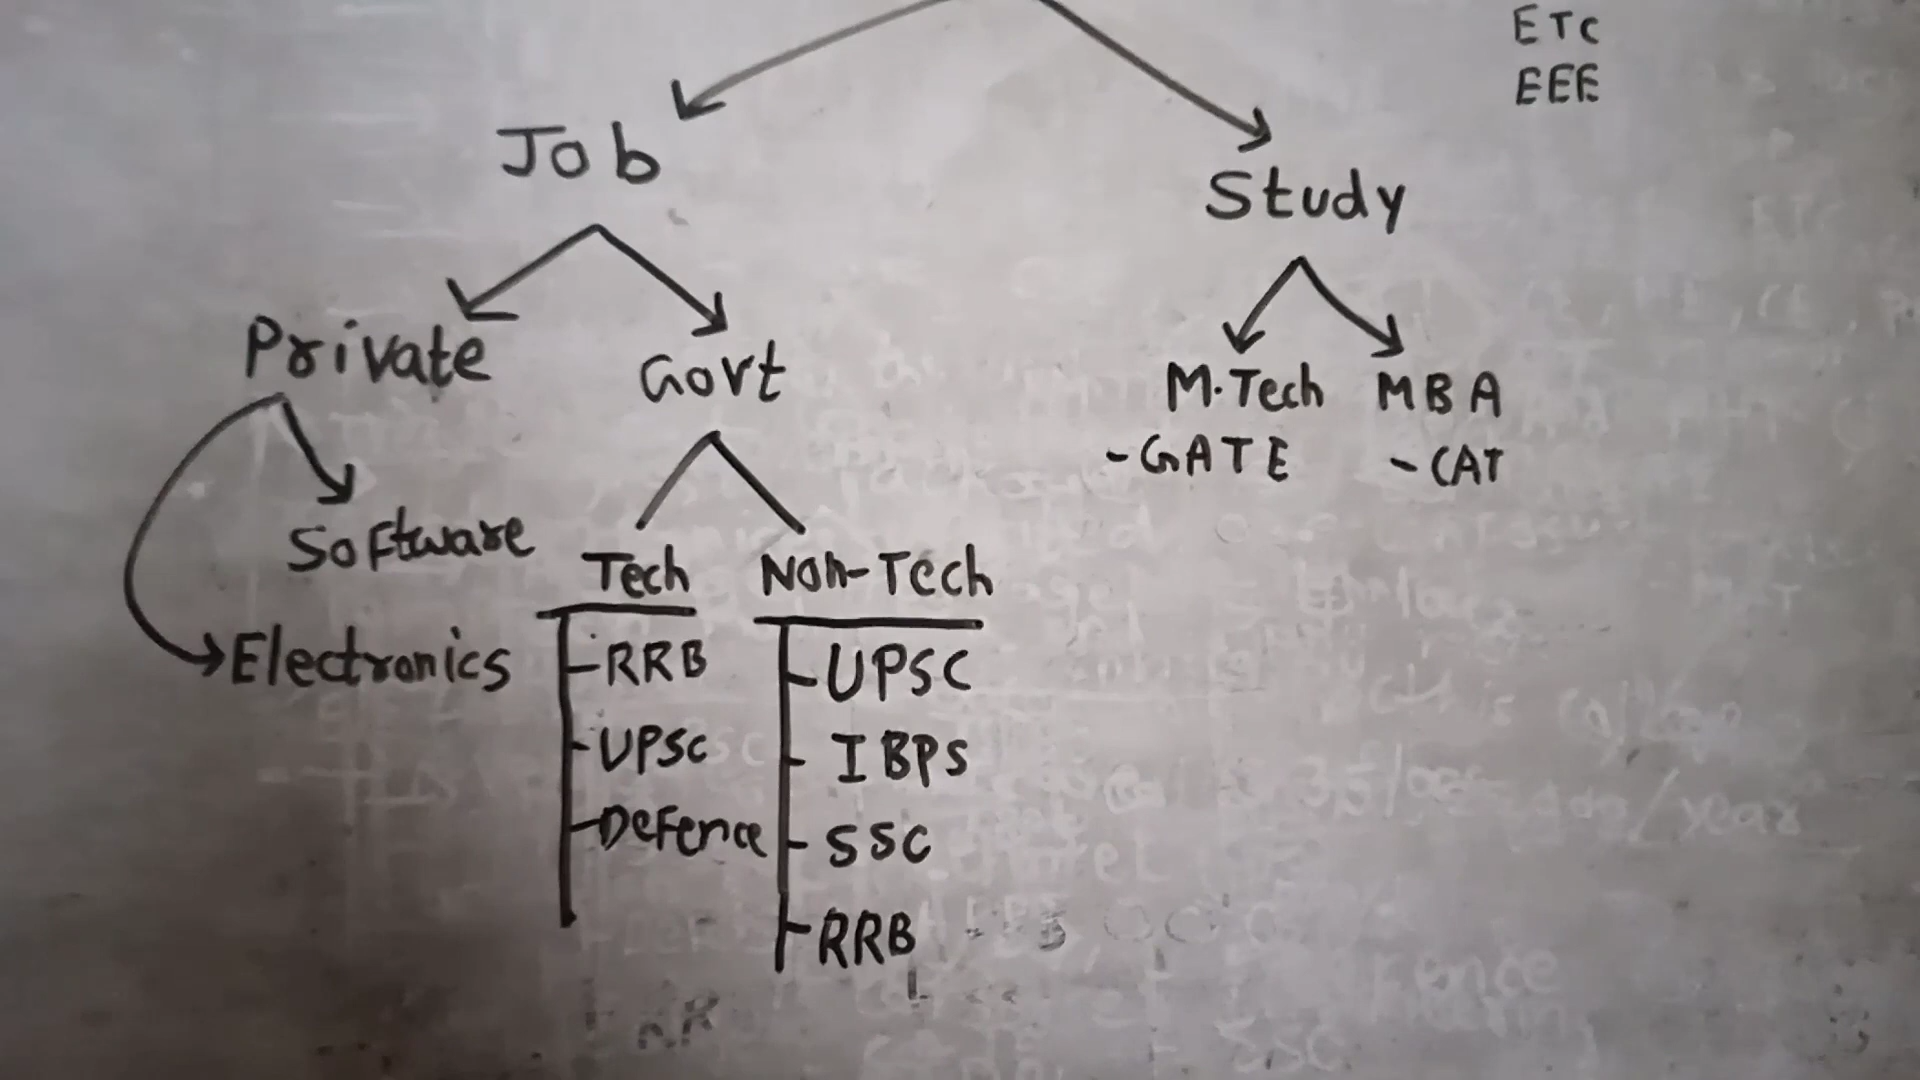 ETC
EEE
Job
Study
Private
Govt
M.Tech
MBA
-GATE
-CAT
Software
Tech
Non-Tech
Electronics
-RRB
-UPSC
-UPSC
-IBPS
-Defence
-SSC
-RRB